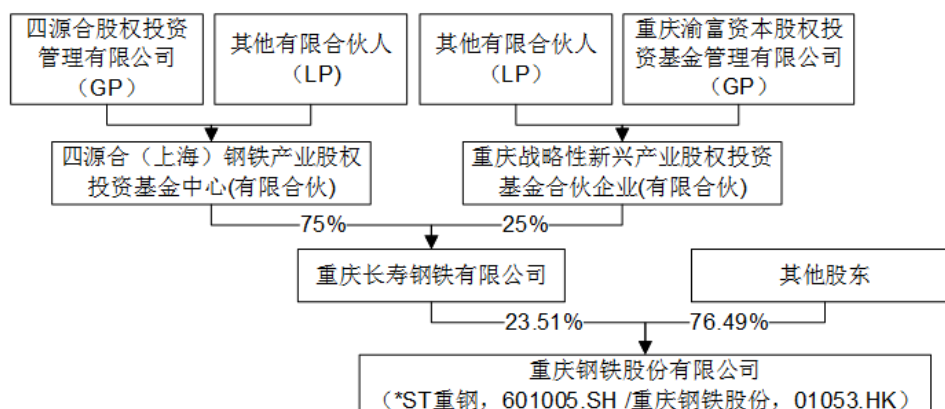 四源合股权投资
管理有限公司
（GP）
其他有限合伙人
（LP)
其他有限合伙人
（LP）
重庆渝富资本股权投
资基金管理有限公司
（GP）
四源合（上海）钢铁产业股权
投资基金中心(有限合伙)
重庆战略性新兴产业股权投资
基金合伙企业(有限合伙)
75%
25%
重庆长寿钢铁有限公司
其他股东
23.51%
76.49%
重庆钢铁股份有限公司
（*ST重钢，601005.SH /重庆钢铁股份，01053.HK）